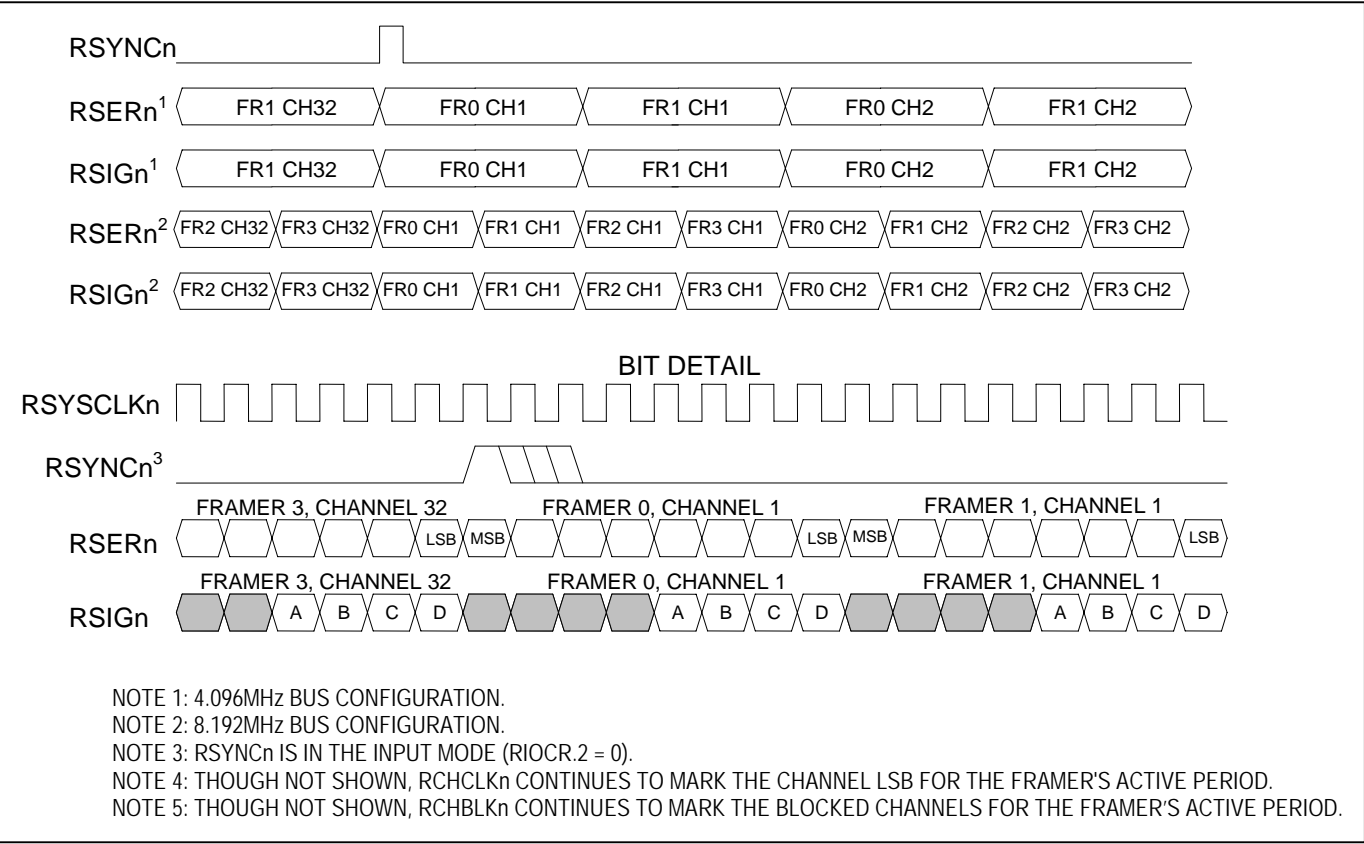 RSYNCn
RSERn1 FR1 CH32 FR0 CH1 FR1 CH1 FR0 CH2 FR1 CH2
RSIGn1 FR1 CH32 FR0 CH1 FR1 CH1 FR0 CH2 FR1 CH2
RSERn2 FR2 CH32 FR3 CH32 FR0 CH1 FR1 CH1 FR2 CH1 FR3 CH1 FR0 CH2 FR1 CH2 FR2 CH2 FR3 CH2
RSIGn2 FR2 CH32 FR3 CH32 FR0 CH1 FR1 CH1 FR2 CH1 FR3 CH1 FR0 CH2 FR1 CH2 FR2 CH2 FR3 CH2
BIT DETAIL
RSYSCLKn
RSYNCn3
FRAMER 3, CHANNEL 32 FRAMER 0, CHANNEL 1 FRAMER 1, CHANNEL 1
RSERn LSB MSB LSB MSB LSB
FRAMER 3, CHANNEL 32 FRAMER 0, CHANNEL 1 FRAMER 1, CHANNEL 1
RSIGn A B C D A B C D A B C D
NOTE 1: 4.096MHz BUS CONFIGURATION.
NOTE 2: 8.192MHz BUS CONFIGURATION.
NOTE 3: RSYNCn IS IN THE INPUT MODE (RIOCR.2 = 0).
NOTE 4: THOUGH NOT SHOWN, RCHCLKn CONTINUES TO MARK THE CHANNEL LSB FOR THE FRAMER'S ACTIVE PERIOD.
NOTE 5: THOUGH NOT SHOWN, RCHBLKn CONTINUES TO MARK THE BLOCKED CHANNELS FOR THE FRAMER’S ACTIVE PERIOD.